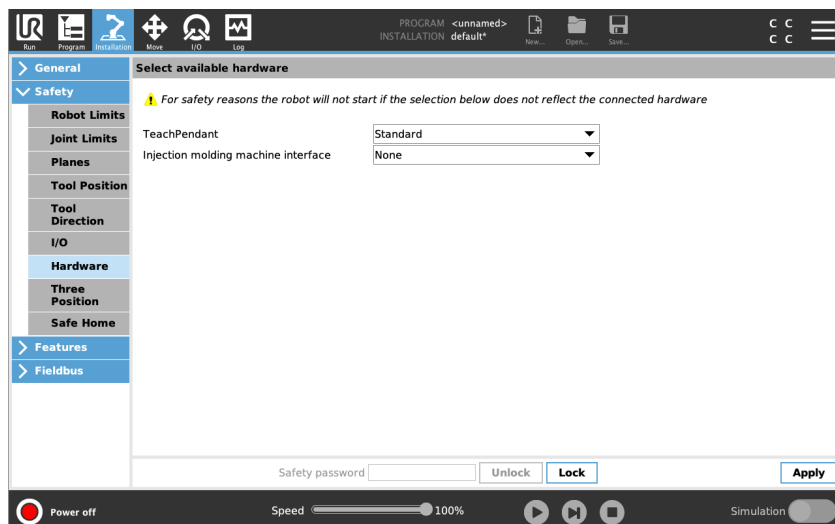 UR
PROGRAM <unnamed>
INSTALLATION default*
C C
C C
Run Program Installation Move I/O Log New... Open... Save...
General
Select available hardware
Safety
For safety reasons the robot will not start if the selection below does not reflect the connected hardware
Robot Limits
TeachPendant Standard
Joint Limits
Injection molding machine interface None
Planes
Tool Position
Tool
Direction
I/O
Hardware
Three
Position
Safe Home
Features
Fieldbus
Safety password Unlock Lock Apply
Power off Speed 100% Simulation